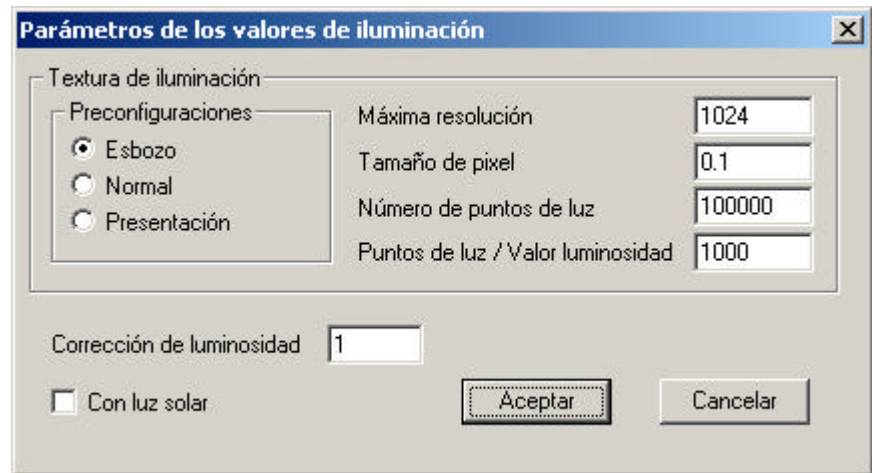 Parámetros de los valores de iluminación
Textura de iluminación
Preconfiguraciones
Esbozo
Normal
Presentación
Máxima resolución 1024
Tamaño de pixel 0.1
Número de puntos de luz 100000
Puntos de luz / Valor luminosidad 1000
Corrección de luminosidad 1
Con luz solar
Aceptar
Cancelar